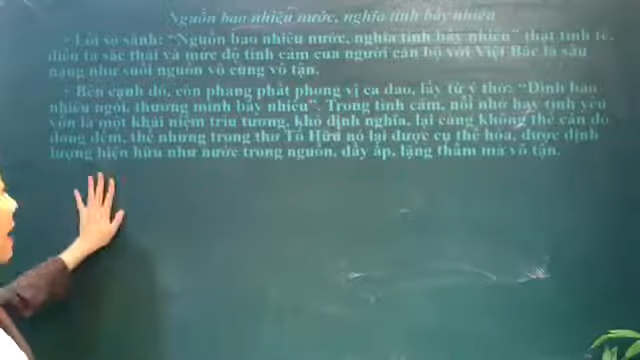 Nguồn bao nhiêu nước, nghĩa tình bấy nhiêu
* Lối so sánh: "Nguồn bao nhiêu nước, nghĩa tình bấy nhiêu" thật tinh tế,
diễn tả sắc thái và mức độ tình cảm của người cán bộ với Việt Bắc là sâu
nặng như suối nguồn vô cùng vô tận.
* Bên cạnh đó, còn phảng phất phong vị ca dao, lấy từ ý thơ: "Đình bao
nhiêu ngói, thương mình bấy nhiêu". Trong tình cảm, nỗi nhớ hay tình yêu
vốn là một khái niệm trừu tượng, khó định nghĩa, lại càng không thể cân đo
đong đếm, thế nhưng trong thơ Tố Hữu nó lại được cụ thể hóa, được định
lượng hiện hữu như nước trong nguồn, đầy ắp, lặng thầm mà vô tận.